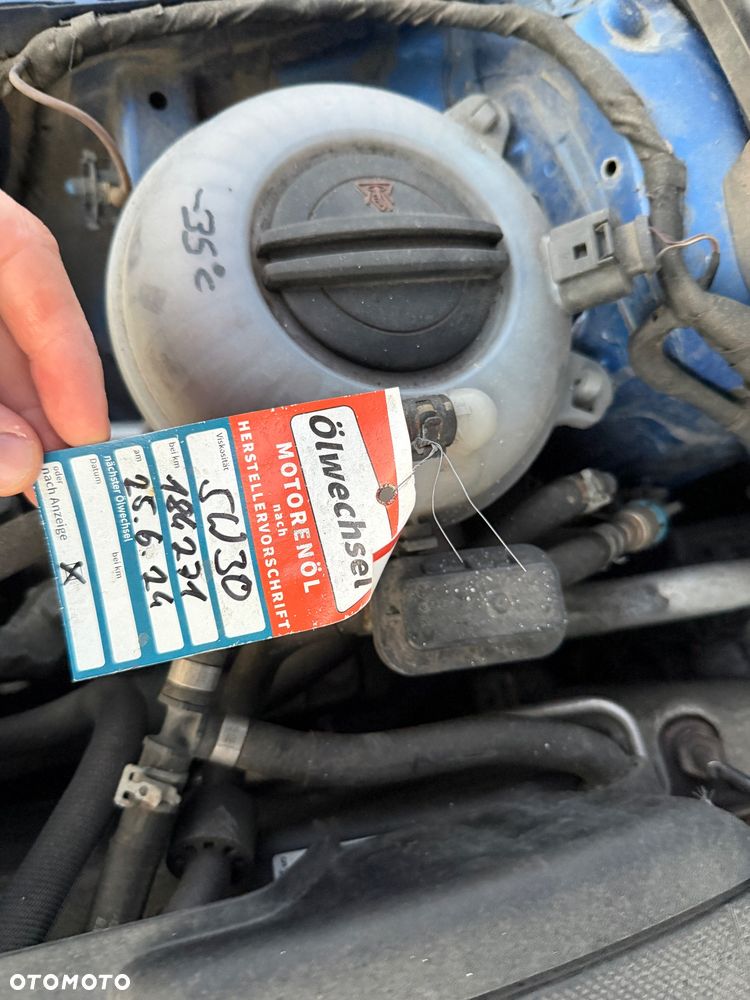 -35°c
Ölwechsel
MOTORENÖL
nach
HERSTELLERVORSCHRIFT
Viskosität
5W30
bei km
184271
am
25 6 24
nächster Ölwechsel
bei km
Datum
oder
nach Anzeige
x
OTOMOTO